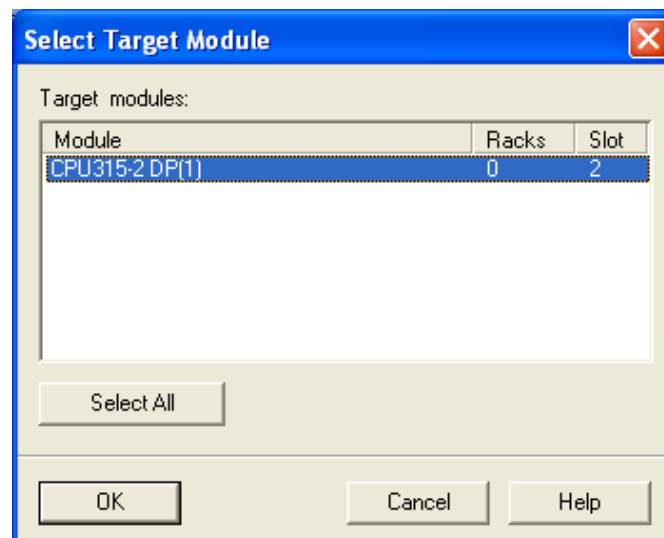 Select Target Module
Target modules:
Module Racks Slot
CPU315-2 DP(1) 0 2
Select All
OK Cancel Help